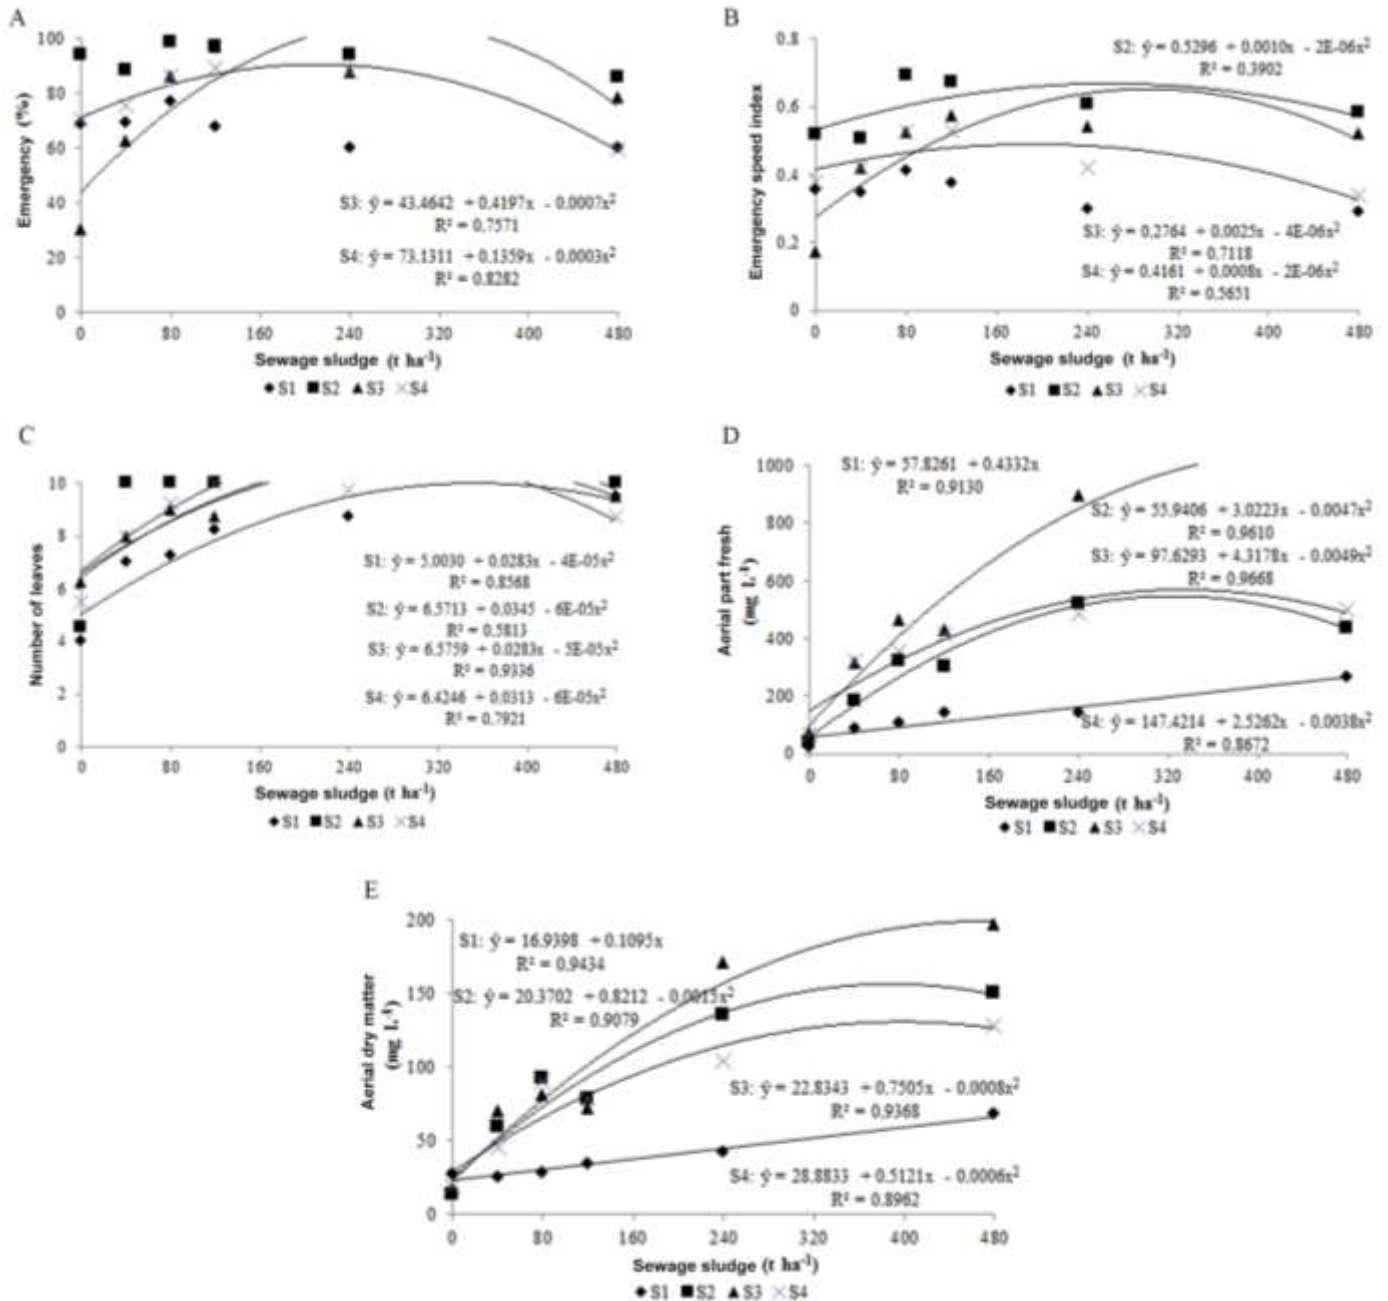 A
Emergency (%)
100
80
60
40
20
0
S3: ŷ = 43.4642 + 0.4197x - 0.0007x²
R² = 0.7571
S4: ŷ = 73.1311 + 0.1359x - 0.0003x²
R² = 0.8282
0 80 160 240 320 400 480
Sewage sludge (t ha⁻¹)
S1 S2 S3 S4
B
Emergency speed index
0.8
0.6
0.4
0.2
0
S2: ŷ = 0.5296 + 0.0010x - 2E-06x²
R² = 0.3902
S3: ŷ = 0.2764 + 0.0025x - 4E-06x²
R² = 0.7118
S4: ŷ = 0.4161 + 0.0008x - 2E-06x²
R² = 0.5651
0 80 160 240 320 400 480
Sewage sludge (t ha⁻¹)
S1 S2 S3 S4
C
Number of leaves
10
8
6
4
2
0
S1: ŷ = 5.0030 + 0.0283x - 4E-05x²
R² = 0.8568
S2: ŷ = 6.5713 + 0.0345 - 6E-05x²
R² = 0.5813
S3: ŷ = 6.5759 + 0.0283x - 5E-05x²
R² = 0.9336
S4: ŷ = 6.4246 + 0.0313 - 6E-05x²
R² = 0.7921
0 80 160 240 320 400 480
Sewage sludge (t ha⁻¹)
S1 S2 S3 S4
D
Aerial part fresh
(mg L⁻¹)
1000
800
600
400
200
0
S1: ŷ = 57.8261 + 0.4332x
R² = 0.9130
S2: ŷ = 55.9406 + 3.0223x - 0.0047x²
R² = 0.9610
S3: ŷ = 97.6293 + 4.3178x - 0.0049x²
R² = 0.9668
S4: ŷ = 147.4214 + 2.5262x - 0.0038x²
R² = 0.8672
0 80 160 240 320 400 480
Sewage sludge (t ha⁻¹)
S1 S2 S3 S4
E
Aerial dry matter
(mg L⁻¹)
200
150
100
50
0
S1: ŷ = 16.9398 + 0.1095x
R² = 0.9434
S2: ŷ = 20.3702 + 0.8212 - 0.0015x²
R² = 0.9079
S3: ŷ = 22.8343 + 0.7505x - 0.0008x²
R² = 0.9368
S4: ŷ = 28.8833 + 0.5121x - 0.0006x²
R² = 0.8962
0 80 160 240 320 400 480
Sewage sludge (t ha⁻¹)
S1 S2 S3 S4